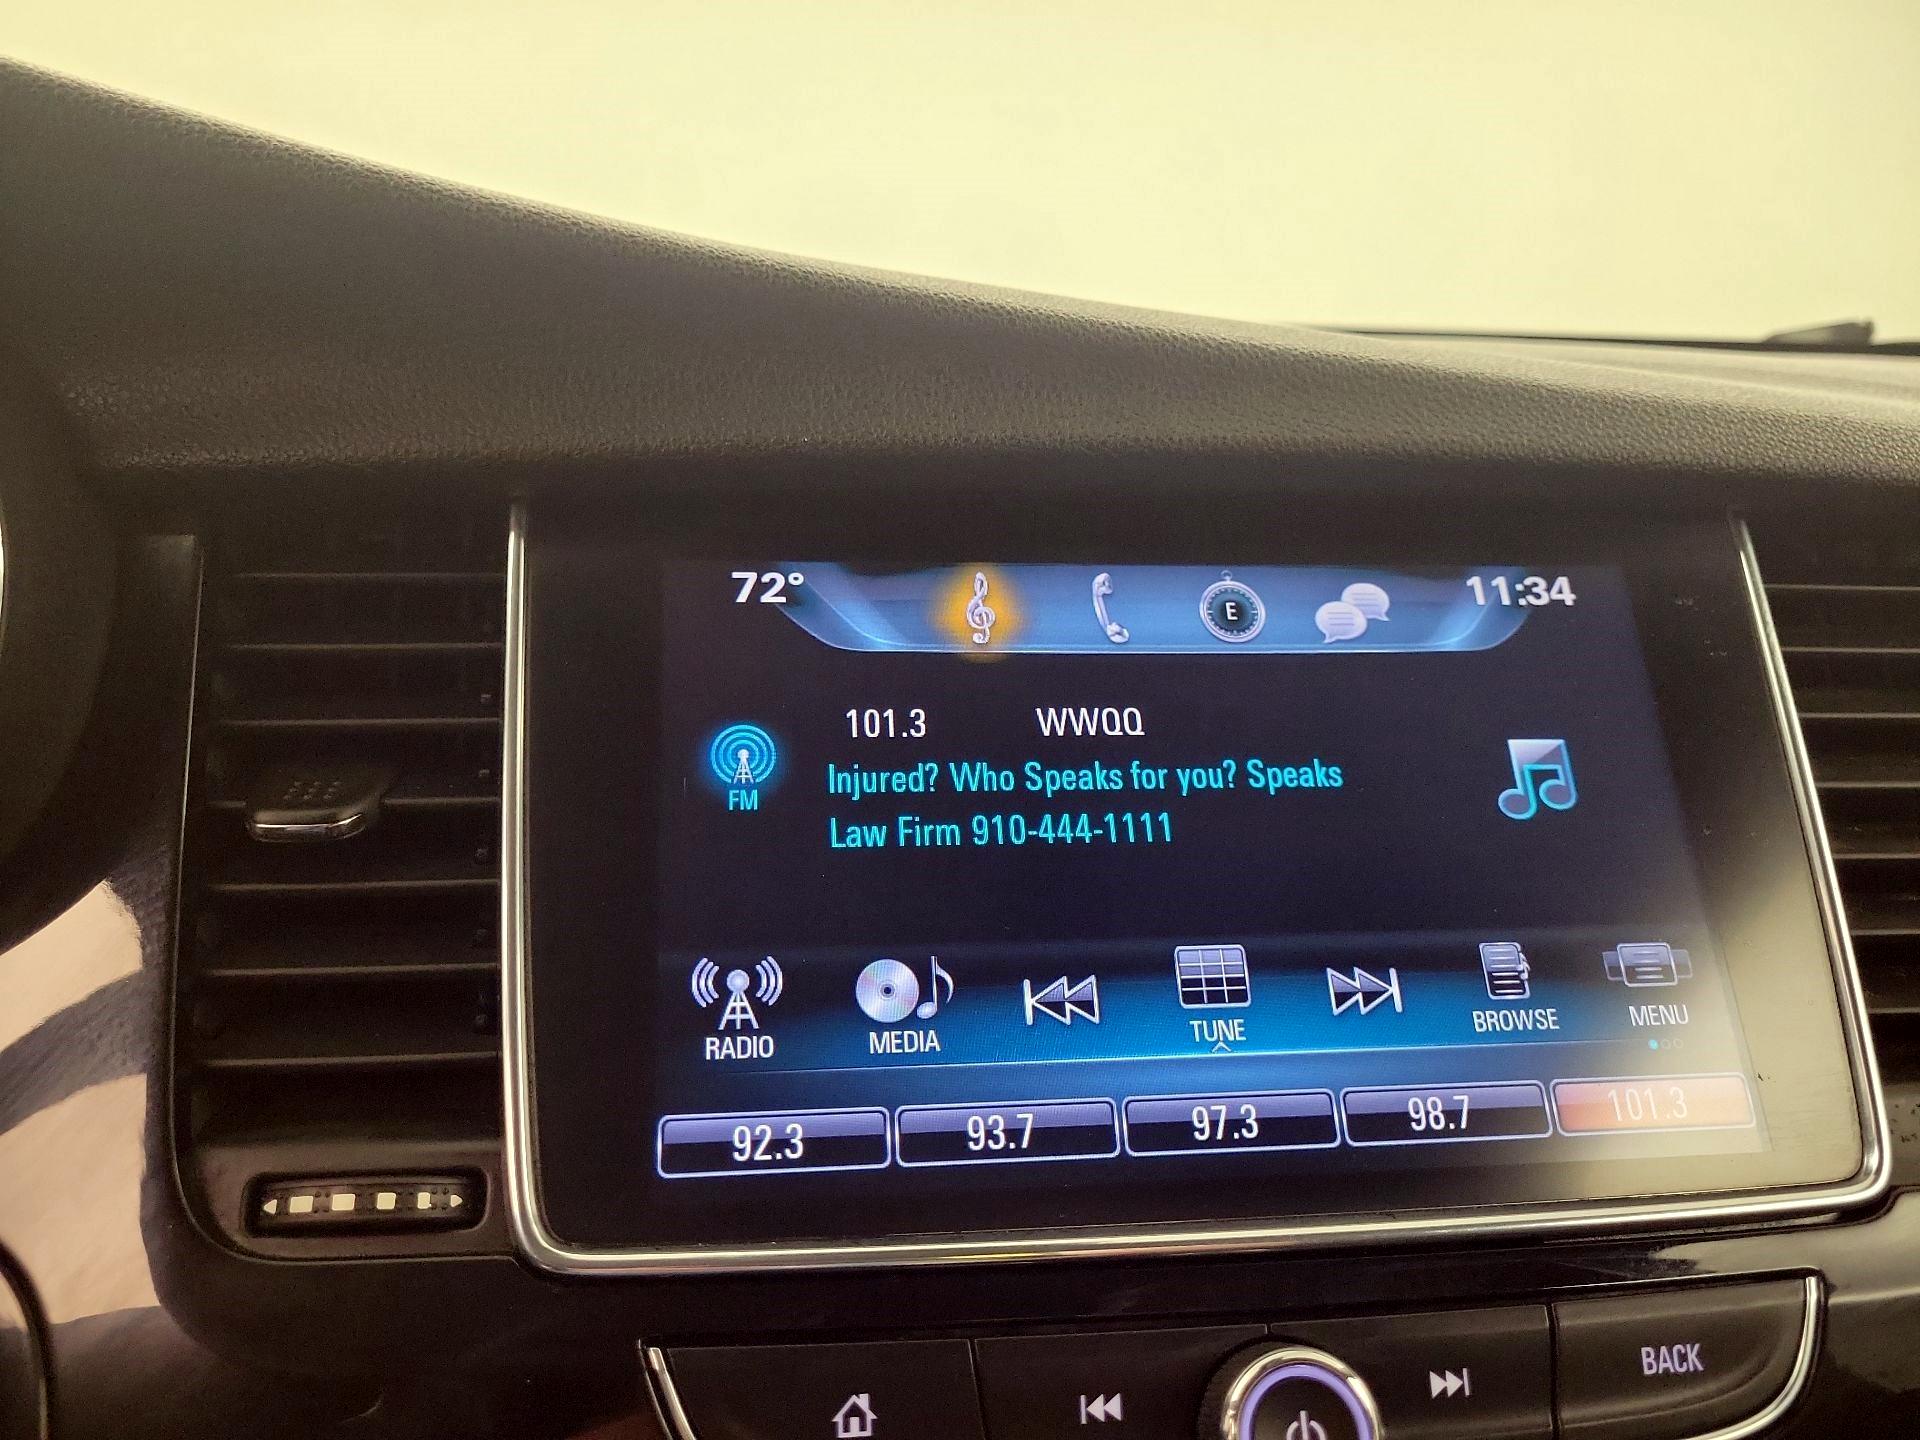 72° E 11:34
101.3 WWQQ
FM
Injured? Who Speaks for you? Speaks
Law Firm 910-444-1111
RADIO MEDIA TUNE BROWSE MENU
92.3 93.7 97.3 98.7 101.3
BACK